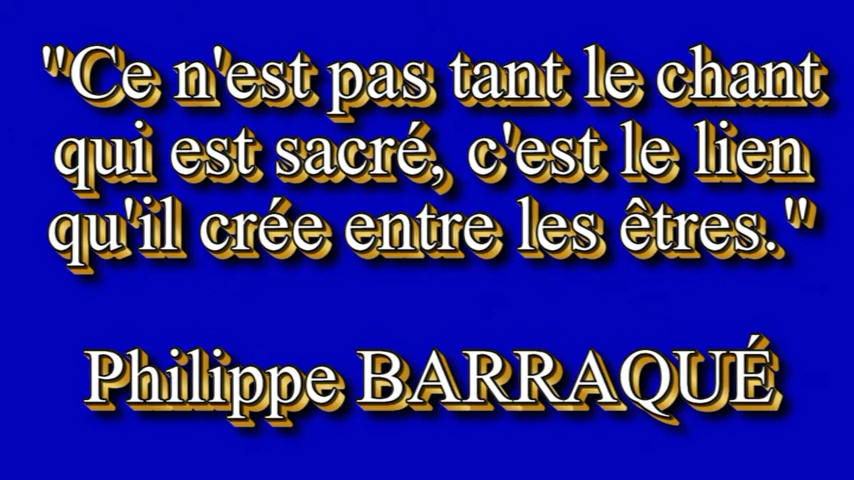 "Ce n'est pas tant le chant
qui est sacré, c'est le lien
qu'il crée entre les êtres."
Philippe BARRAQUÉ